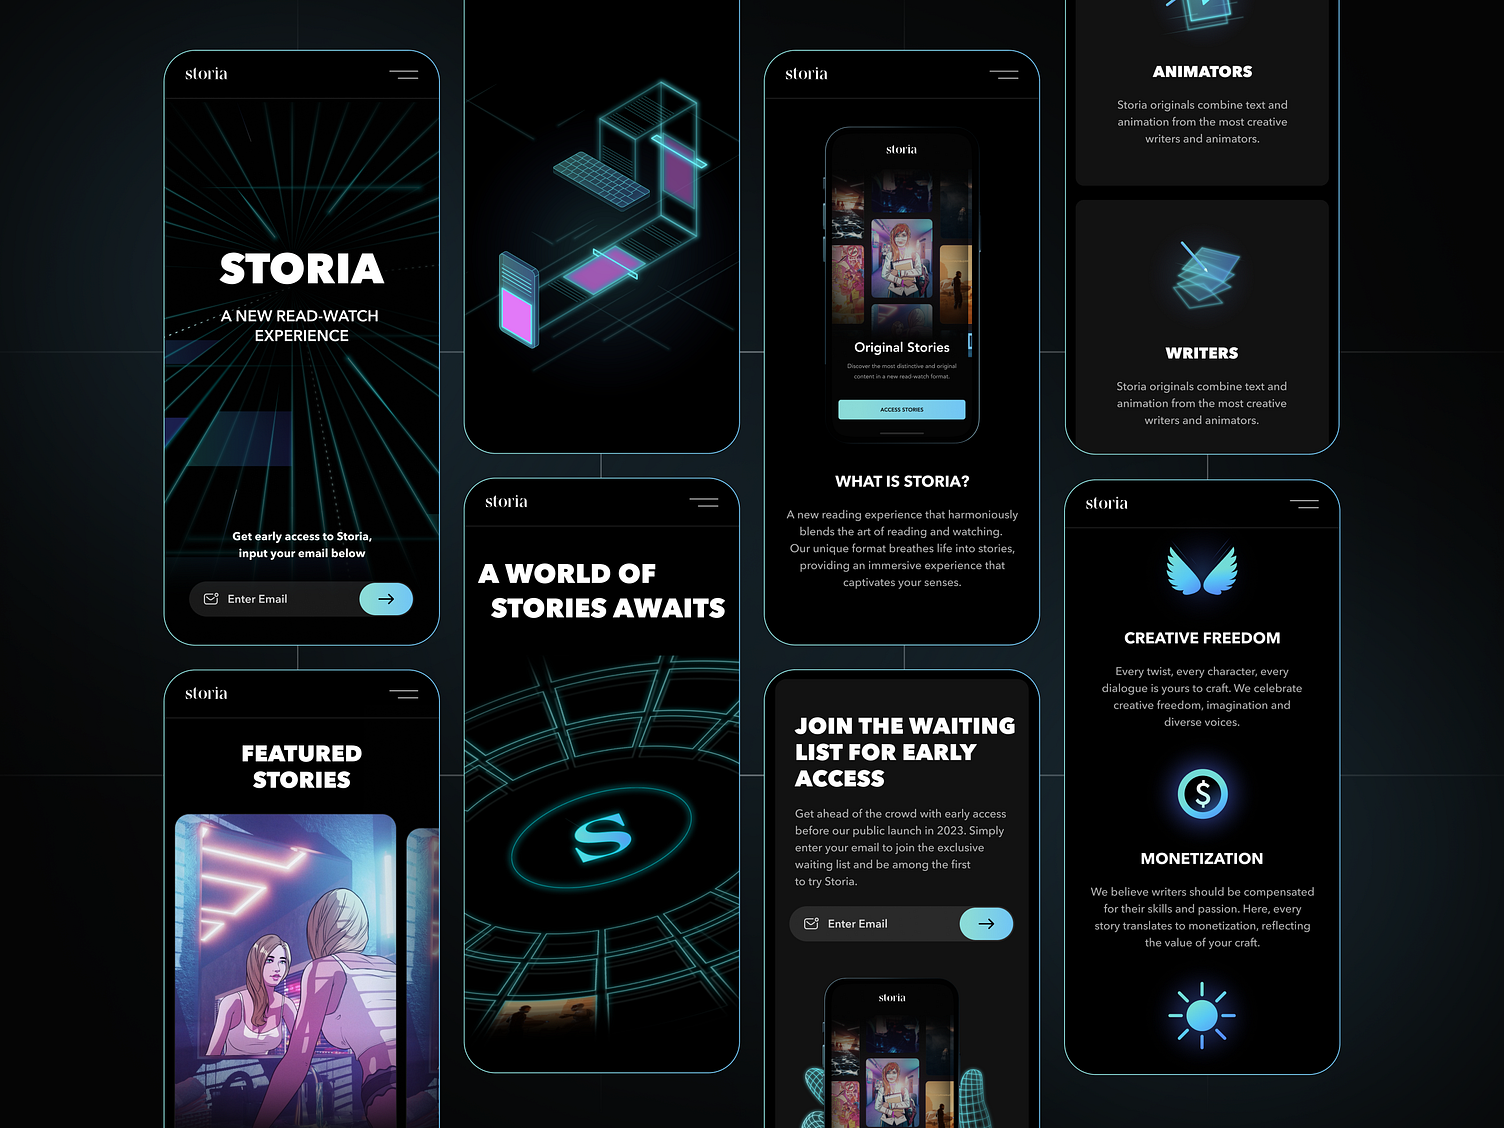 storia
STORIA
A NEW READ-WATCH
EXPERIENCE
Get early access to Storia,
input your email below
Enter Email
storia
FEATURED
STORIES
storia
A WORLD OF
STORIES AWAITS
S
storia
storia
Original Stories
Discover the most distinctive and original
content in a new read-watch format.
ACCESS STORIES
WHAT IS STORIA?
A new reading experience that harmoniously
blends the art of reading and watching.
Our unique format breathes life into stories,
providing an immersive experience that
captivates your senses.
JOIN THE WAITING
LIST FOR EARLY
ACCESS
Get ahead of the crowd with early access
before our public launch in 2023. Simply
enter your email to join the exclusive
waiting list and be among the first
to try Storia.
Enter Email
storia
ANIMATORS
Storia originals combine text and
animation from the most creative
writers and animators.
WRITERS
Storia originals combine text and
animation from the most creative
writers and animators.
storia
CREATIVE FREEDOM
Every twist, every character, every
dialogue is yours to craft. We celebrate
creative freedom, imagination and
diverse voices.
$
MONETIZATION
We believe writers should be compensated
for their skills and passion. Here, every
story translates to monetization, reflecting
the value of your craft.